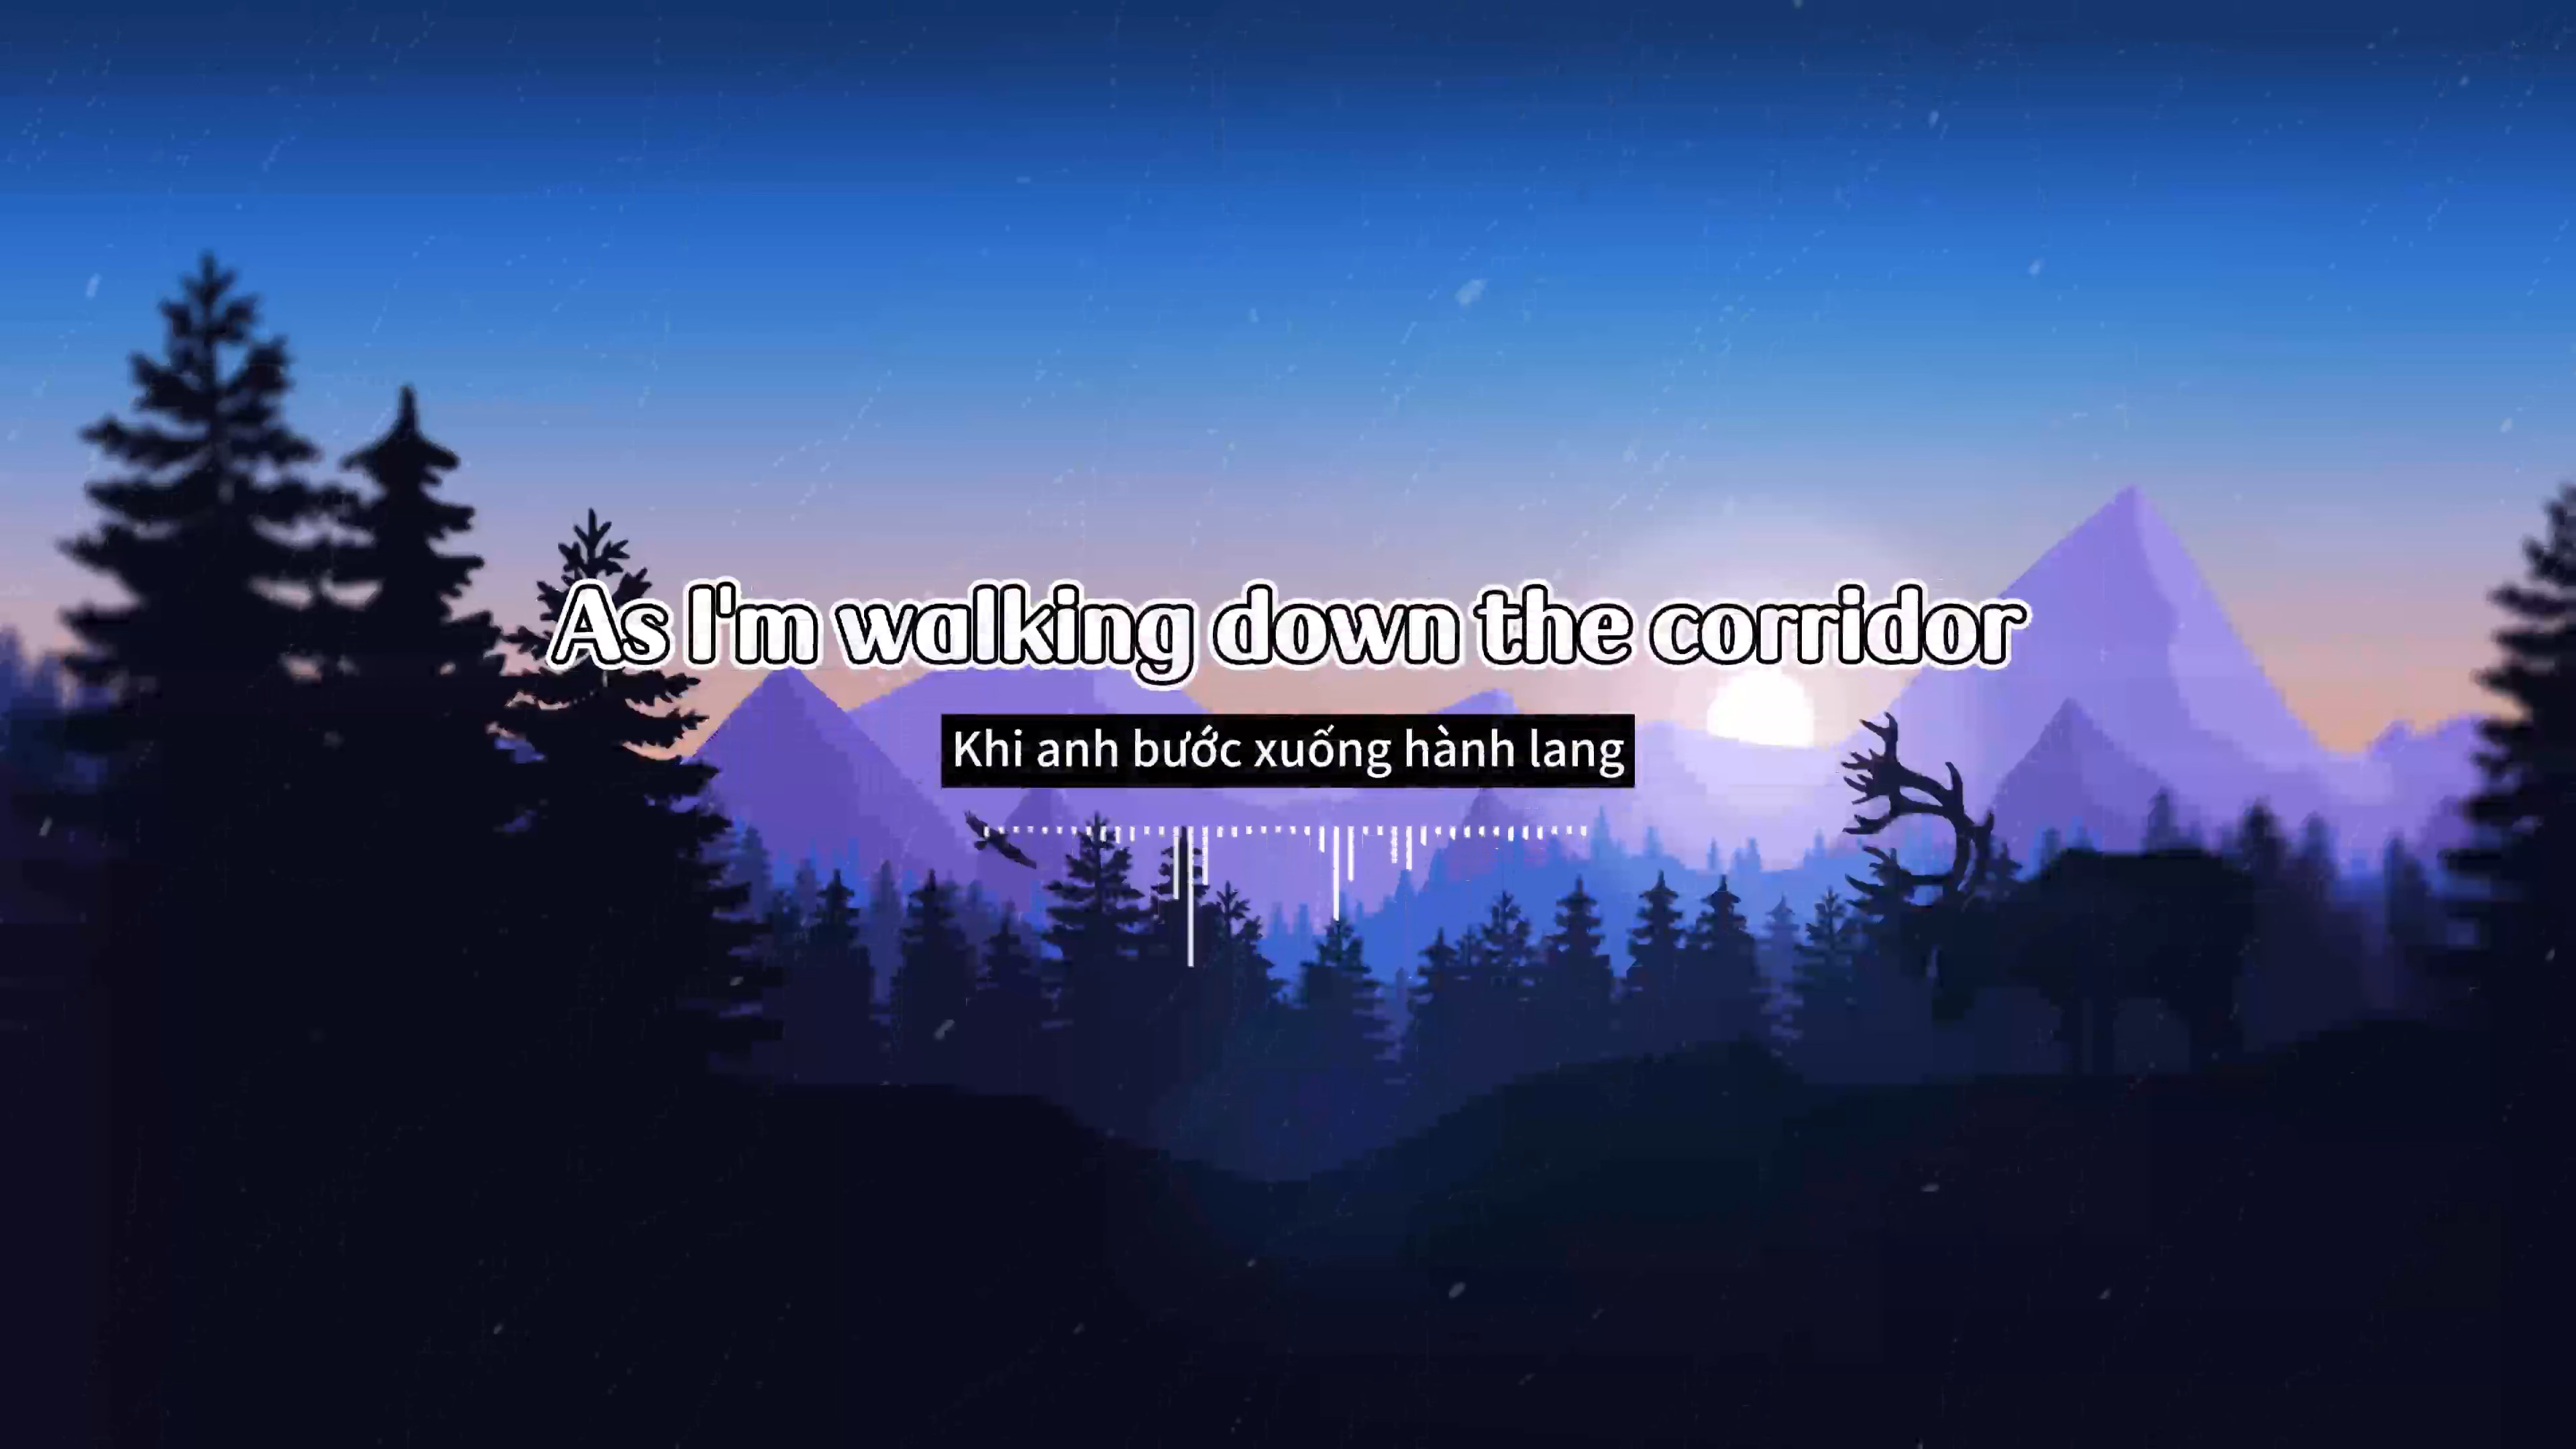 As I'm walking down the corridor
Khi anh bước xuống hành lang